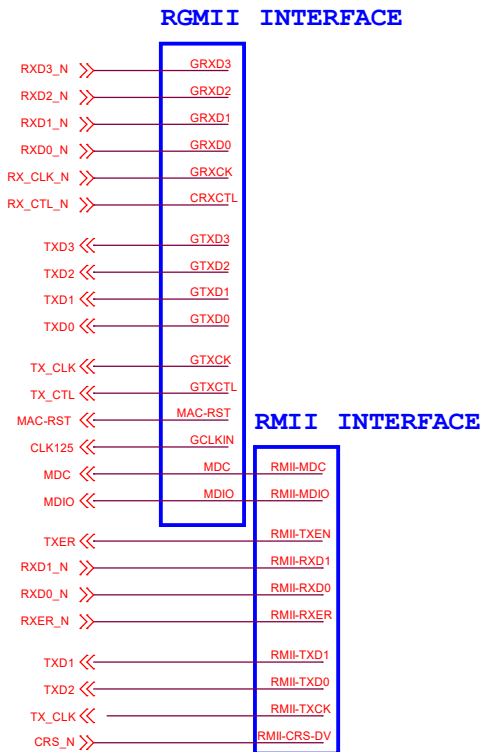 RGMII INTERFACE
RXD3_N GRXD3
RXD2_N GRXD2
RXD1_N GRXD1
RXD0_N GRXD0
RX_CLK_N GRXCK
RX_CTL_N CRXCTL
TXD3 GTXD3
TXD2 GTXD2
TXD1 GTXD1
TXD0 GTXD0
TX_CLK GTXCK
TX_CTL GTXCTL
MAC-RST MAC-RST
RMII INTERFACE
CLK125 GCLKIN
MDC MDC RMII-MDC
MDIO MDIO RMII-MDIO
TXER RMII-TXEN
RXD1_N RMII-RXD1
RXD0_N RMII-RXD0
RXER_N RMII-RXER
TXD1 RMII-TXD1
TXD2 RMII-TXD0
TX_CLK RMII-TXCK
CRS_N RMII-CRS-DV